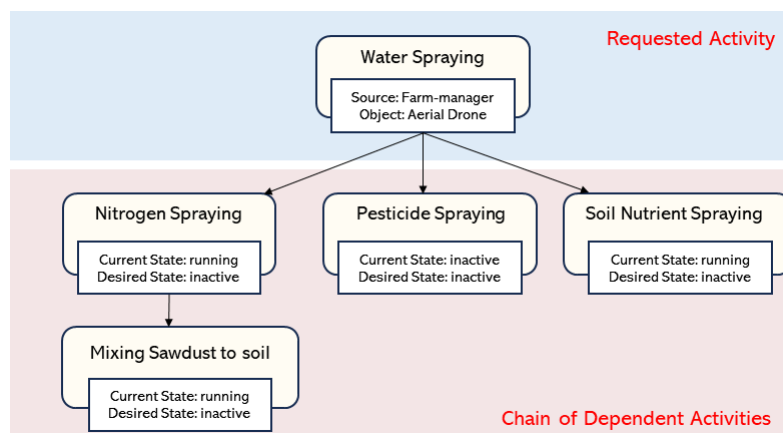 Requested Activity
Water Spraying
Source: Farm-manager
Object: Aerial Drone
Nitrogen Spraying
Current State: running
Desired State: inactive
Pesticide Spraying
Current State: inactive
Desired State: inactive
Soil Nutrient Spraying
Current State: running
Desired State: inactive
Mixing Sawdust to soil
Current State: running
Desired State: inactive
Chain of Dependent Activities